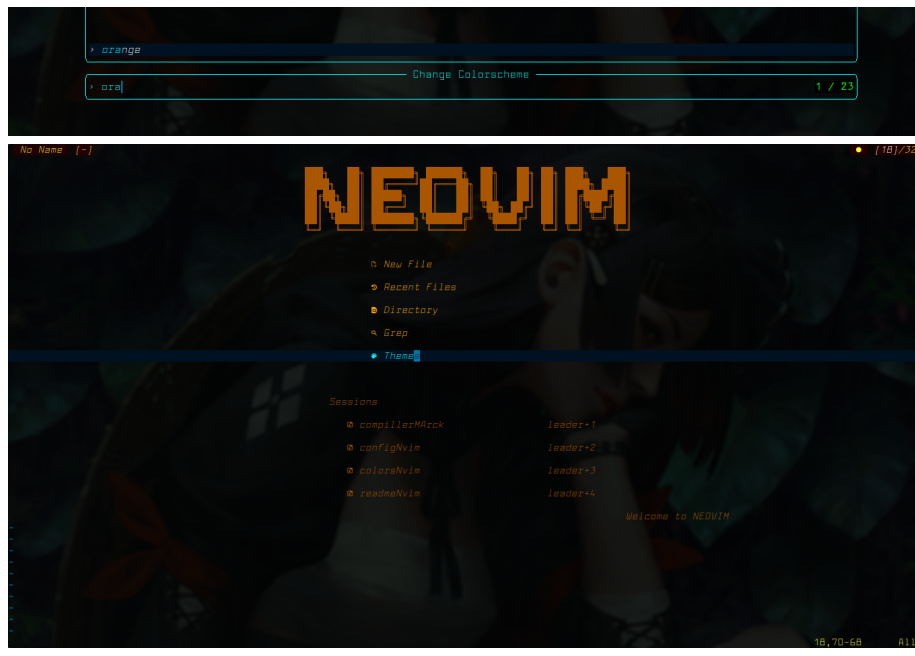 › orange
Change Colorscheme
› ora 1 / 23
No Name [-] [18]/32
NEOVIM
New File
Recent Files
Directory
Grep
Themes
Sessions
compillerMArck leader+1
configNvim leader+2
colorsNvim leader+3
readmeNvim leader+4
Welcome to NEOVIM
18,70-68 All